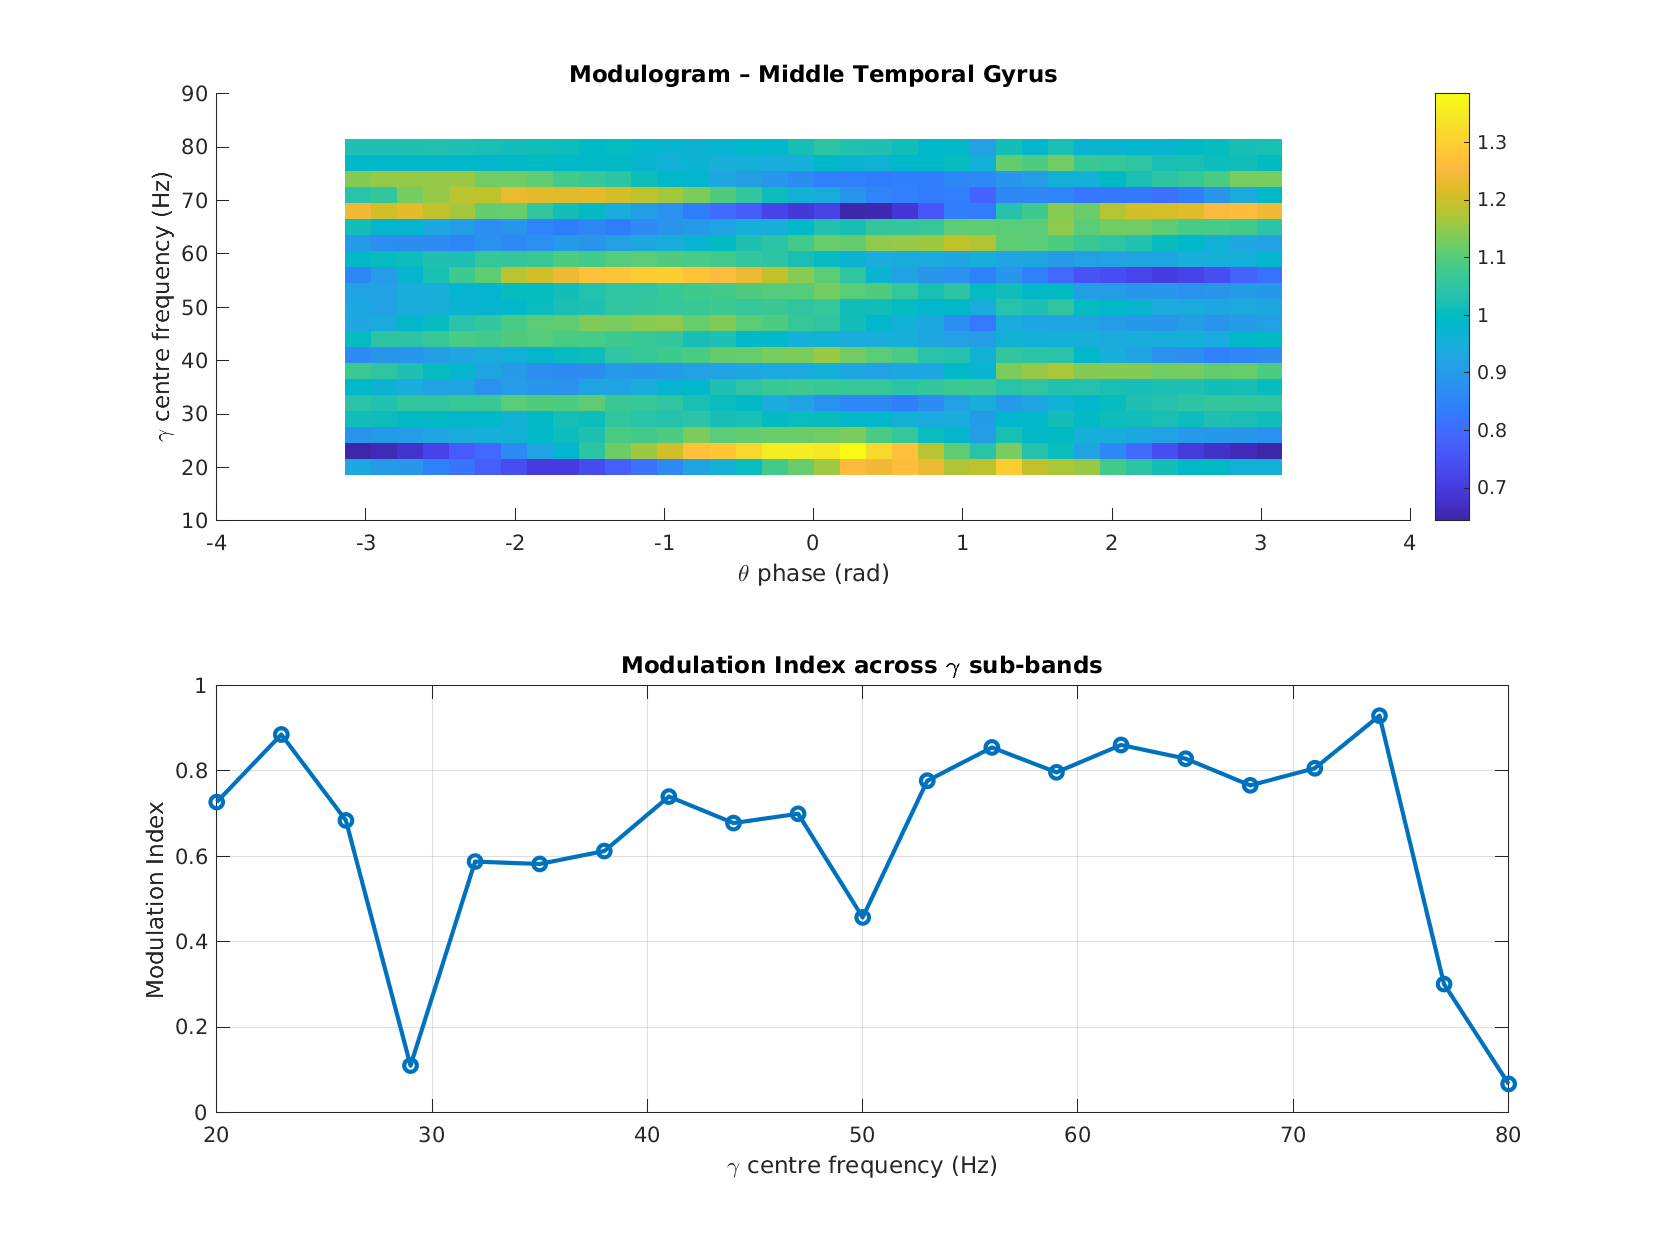 Modulogram – Middle Temporal Gyrus
90
80
70
60
50
40
30
20
10
γ centre frequency (Hz)
-4 -3 -2 -1 0 1 2 3 4
θ phase (rad)
1.3
1.2
1.1
1
0.9
0.8
0.7
Modulation Index across γ sub-bands
1
0.8
0.6
0.4
0.2
0
Modulation Index
20 30 40 50 60 70 80
γ centre frequency (Hz)